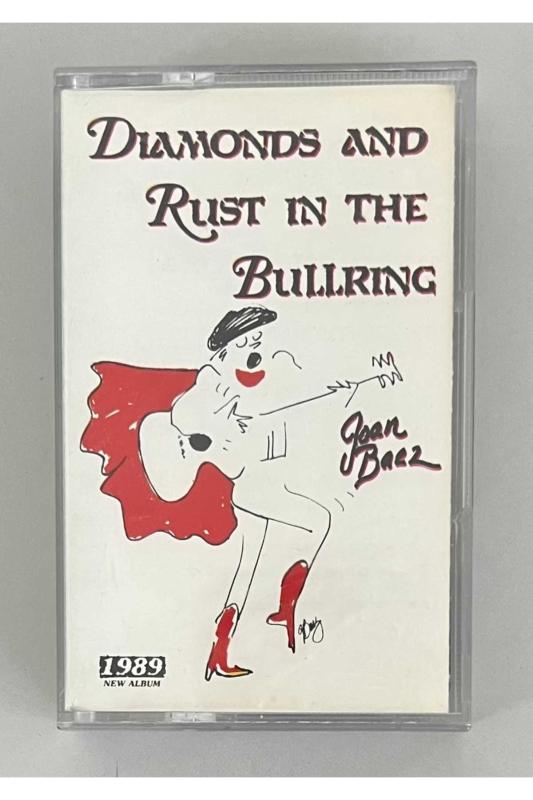 DIAMONDS AND
RUST IN THE
BULLRING
Joan
Baez
1989
NEW ALBUM